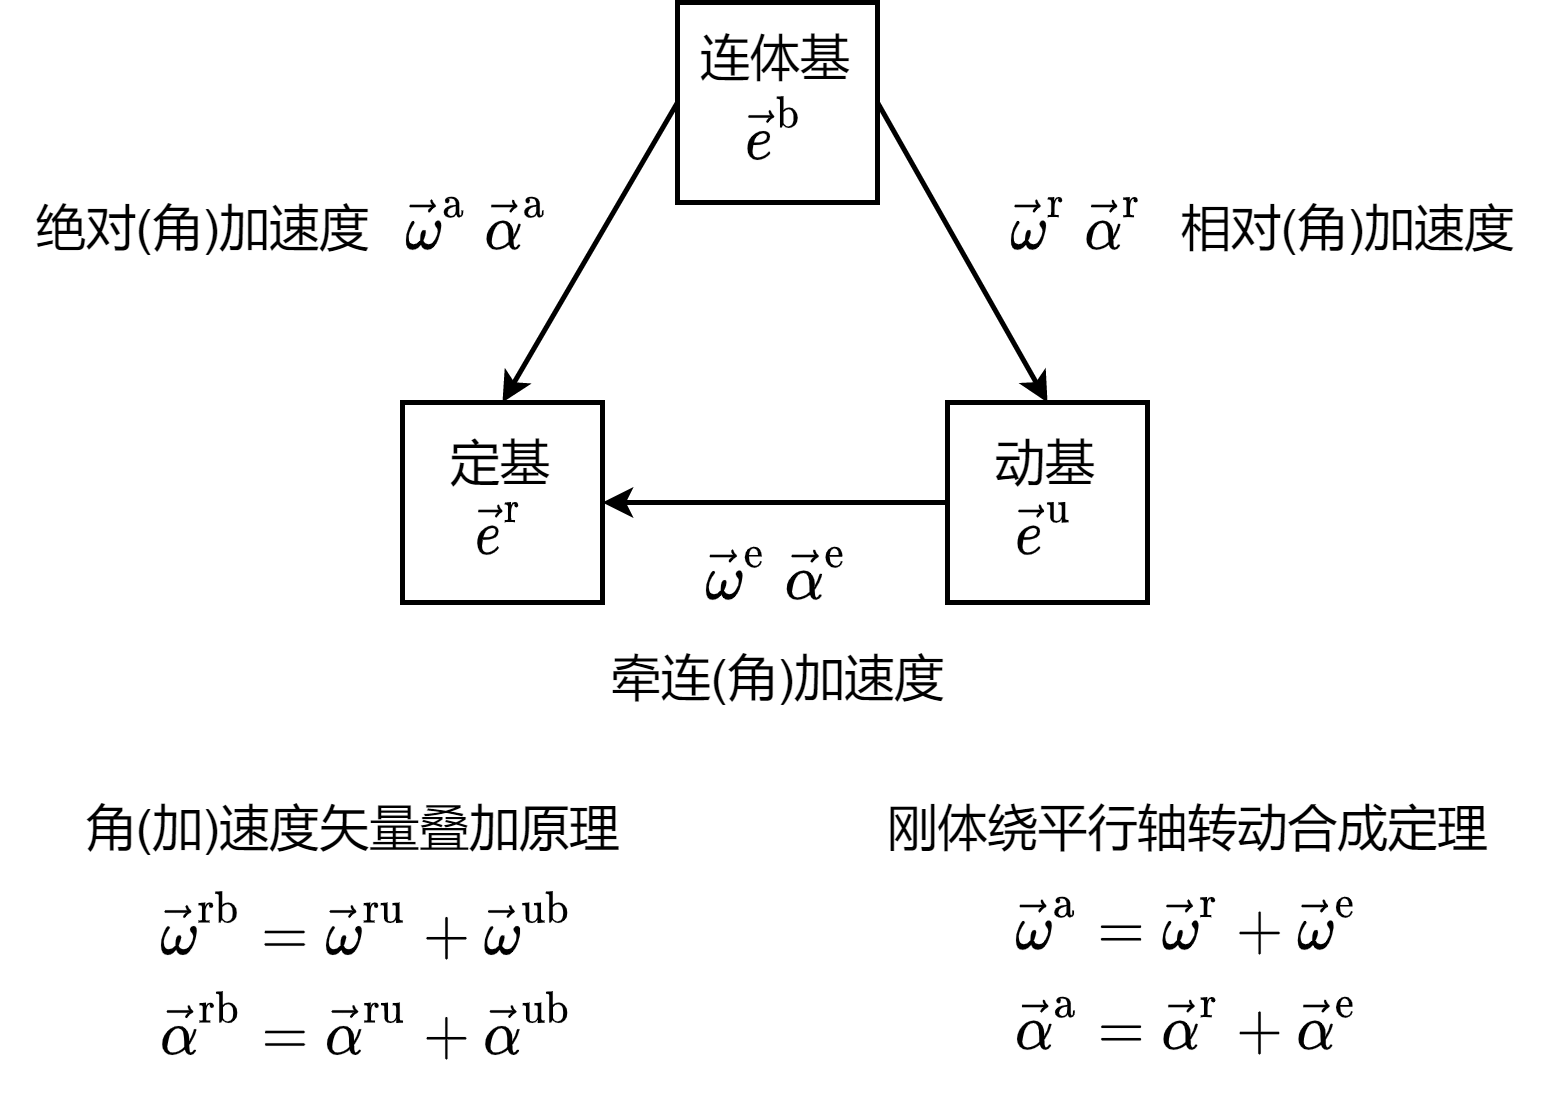 连体基
$\vec{e}^{\mathrm{b}}$
绝对(角)加速度 $\vec{\omega}^{\mathrm{a}}$ $\vec{\alpha}^{\mathrm{a}}$
$\vec{\omega}^{\mathrm{r}}$ $\vec{\alpha}^{\mathrm{r}}$ 相对(角)加速度
定基
$\vec{e}^{\mathrm{r}}$
动基
$\vec{e}^{\mathrm{u}}$
$\vec{\omega}^{\mathrm{e}}$ $\vec{\alpha}^{\mathrm{e}}$
牵连(角)加速度
角(加)速度矢量叠加原理
$\vec{\omega}^{\mathrm{rb}} = \vec{\omega}^{\mathrm{ru}} + \vec{\omega}^{\mathrm{ub}}$
$\vec{\alpha}^{\mathrm{rb}} = \vec{\alpha}^{\mathrm{ru}} + \vec{\alpha}^{\mathrm{ub}}$
刚体绕平行轴转动合成定理
$\vec{\omega}^{\mathrm{a}} = \vec{\omega}^{\mathrm{r}} + \vec{\omega}^{\mathrm{e}}$
$\vec{\alpha}^{\mathrm{a}} = \vec{\alpha}^{\mathrm{r}} + \vec{\alpha}^{\mathrm{e}}$